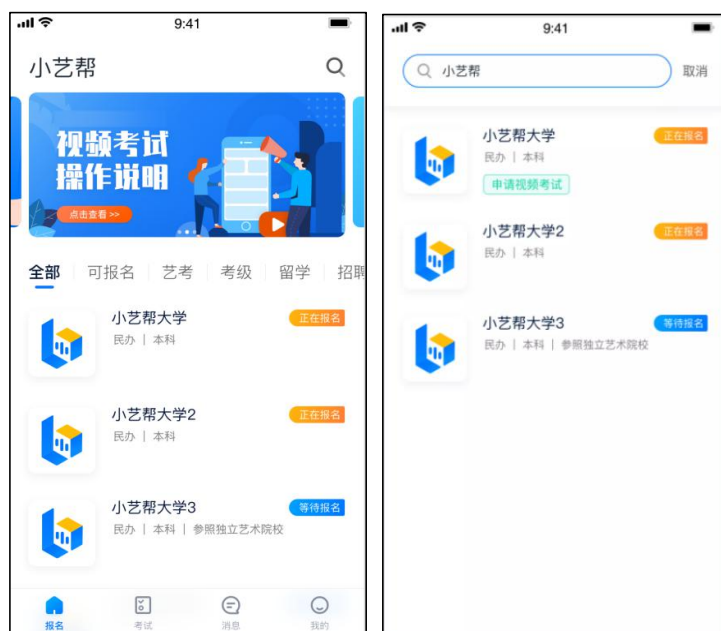 9:41
小艺帮
视频考试
操作说明
点击查看>>
全部 可报名 艺考 考级 留学 招聘
小艺帮大学 正在报名
民办 | 本科
小艺帮大学2 正在报名
民办 | 本科
小艺帮大学3 等待报名
民办 | 本科 | 参照独立艺术院校
报名 考试 消息 我的
9:41
小艺帮 取消
小艺帮大学 正在报名
民办 | 本科
申请视频考试
小艺帮大学2 正在报名
民办 | 本科
小艺帮大学3 等待报名
民办 | 本科 | 参照独立艺术院校